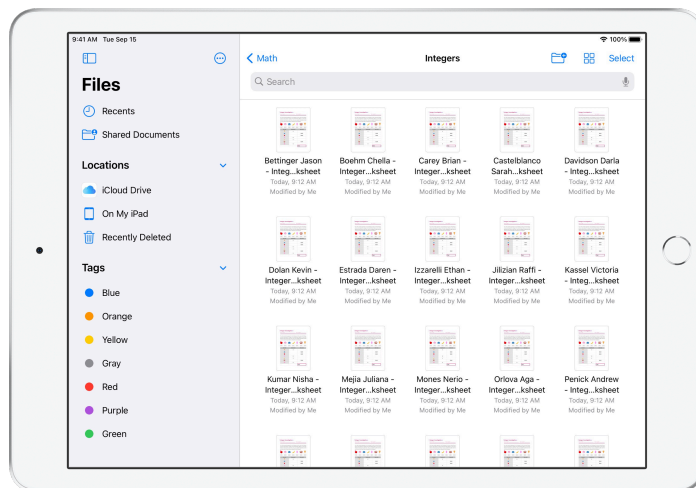 9:41 AM Tue Sep 15
100%
Files
Recents
Shared Documents
Locations
iCloud Drive
On My iPad
Recently Deleted
Tags
Blue
Orange
Yellow
Gray
Red
Purple
Green
Math
Integers
Select
Search
Bettinger Jason
- Integ...ksheet
Today, 9:12 AM
Modified by Me
Boehm Chella -
Integer...ksheet
Today, 9:12 AM
Modified by Me
Carey Brian -
Integer...ksheet
Today, 9:12 AM
Modified by Me
Castelblanco
Sarah...ksheet
Today, 9:12 AM
Modified by Me
Davidson Darla
- Integ...ksheet
Today, 9:12 AM
Modified by Me
Dolan Kevin -
Integer...ksheet
Today, 9:12 AM
Modified by Me
Estrada Daren -
Integer...ksheet
Today, 9:12 AM
Modified by Me
Izzarelli Ethan -
Integer...ksheet
Today, 9:12 AM
Modified by Me
Jilizian Raffi -
Integer...ksheet
Today, 9:12 AM
Modified by Me
Kassel Victoria
- Integ...ksheet
Today, 9:12 AM
Modified by Me
Kumar Nisha -
Integer...ksheet
Today, 9:12 AM
Modified by Me
Mejia Juliana -
Integer...ksheet
Today, 9:12 AM
Modified by Me
Mones Nerio -
Integer...ksheet
Today, 9:12 AM
Modified by Me
Orlova Aga -
Integer...ksheet
Today, 9:12 AM
Modified by Me
Penick Andrew
- Integ...ksheet
Today, 9:12 AM
Modified by Me